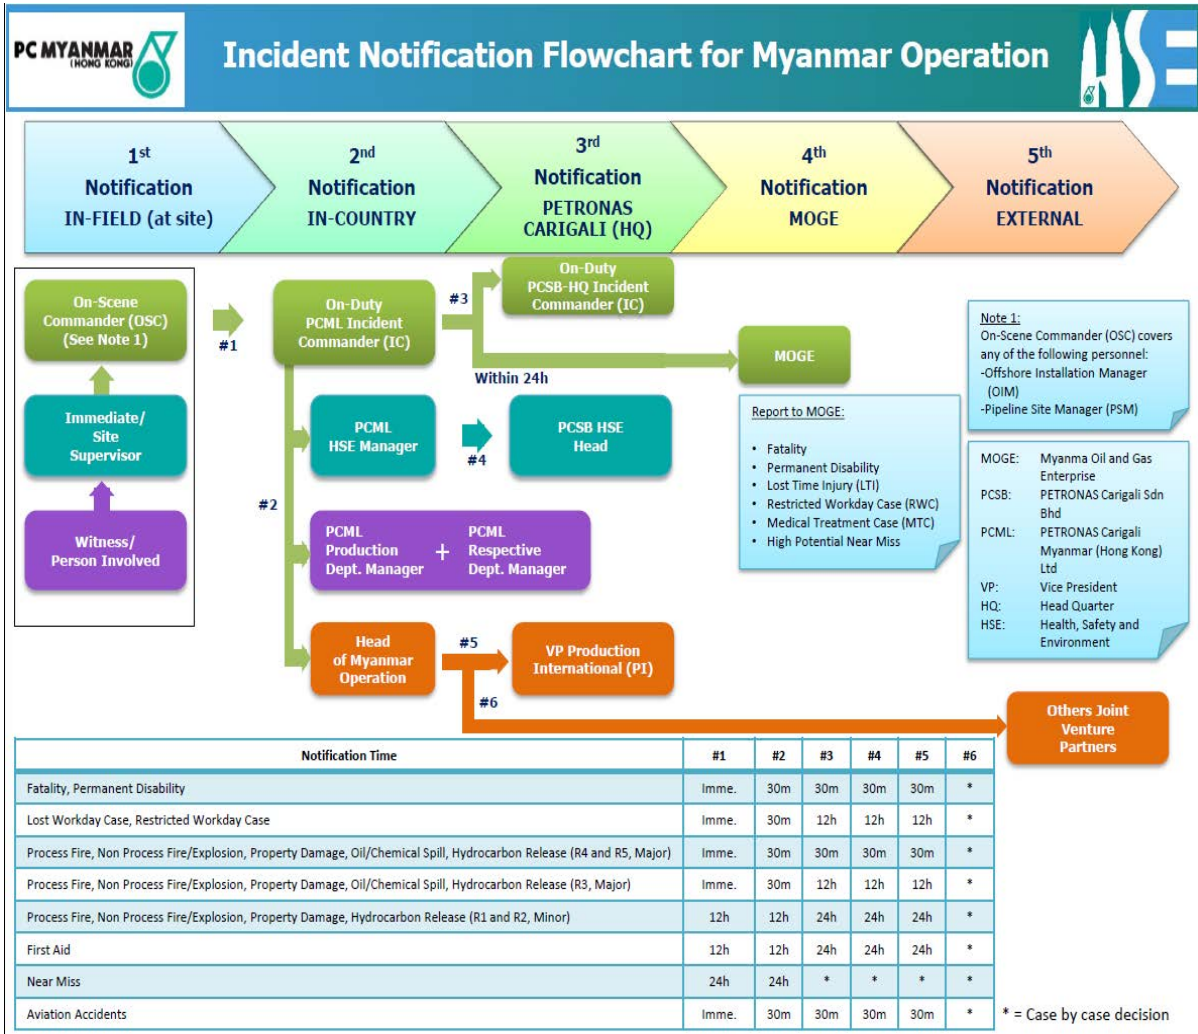 PC MYANMAR
(HONG KONG)
Incident Notification Flowchart for Myanmar Operation
HSE
1st
Notification
IN-FIELD (at site)
2nd
Notification
IN-COUNTRY
3rd
Notification
PETRONAS
CARIGALI (HQ)
4th
Notification
MOGE
5th
Notification
EXTERNAL
On-Scene
Commander (OSC)
(See Note 1)
#1
Immediate/
Site
Supervisor
Witness/
Person Involved
On-Duty
PCML Incident
Commander (IC)
#3
On-Duty
PCSB-HQ Incident
Commander (IC)
Within 24h
MOGE
#2
PCML
HSE Manager
#4
PCSB HSE
Head
PCML
Production
Dept. Manager
+
PCML
Respective
Dept. Manager
Head
of Myanmar
Operation
#5
VP Production
International (PI)
#6
Others Joint
Venture
Partners
Report to MOGE:
• Fatality
• Permanent Disability
• Lost Time Injury (LTI)
• Restricted Workday Case (RWC)
• Medical Treatment Case (MTC)
• High Potential Near Miss
Note 1:
On-Scene Commander (OSC) covers
any of the following personnel:
-Offshore Installation Manager
(OIM)
-Pipeline Site Manager (PSM)
MOGE: Myanma Oil and Gas
Enterprise
PCSB: PETRONAS Carigali Sdn
Bhd
PCML: PETRONAS Carigali
Myanmar (Hong Kong)
Ltd
VP: Vice President
HQ: Head Quarter
HSE: Health, Safety and
Environment
Notification Time #1 #2 #3 #4 #5 #6
Fatality, Permanent Disability Imme. 30m 30m 30m 30m *
Lost Workday Case, Restricted Workday Case Imme. 30m 12h 12h 12h *
Process Fire, Non Process Fire/Explosion, Property Damage, Oil/Chemical Spill, Hydrocarbon Release (R4 and R5, Major) Imme. 30m 30m 30m 30m *
Process Fire, Non Process Fire/Explosion, Property Damage, Oil/Chemical Spill, Hydrocarbon Release (R3, Major) Imme. 30m 12h 12h 12h *
Process Fire, Non Process Fire/Explosion, Property Damage, Hydrocarbon Release (R1 and R2, Minor) 12h 12h 24h 24h 24h *
First Aid 12h 12h 24h 24h 24h *
Near Miss 24h 24h * * * *
Aviation Accidents Imme. 30m 30m 30m 30m *
* = Case by case decision